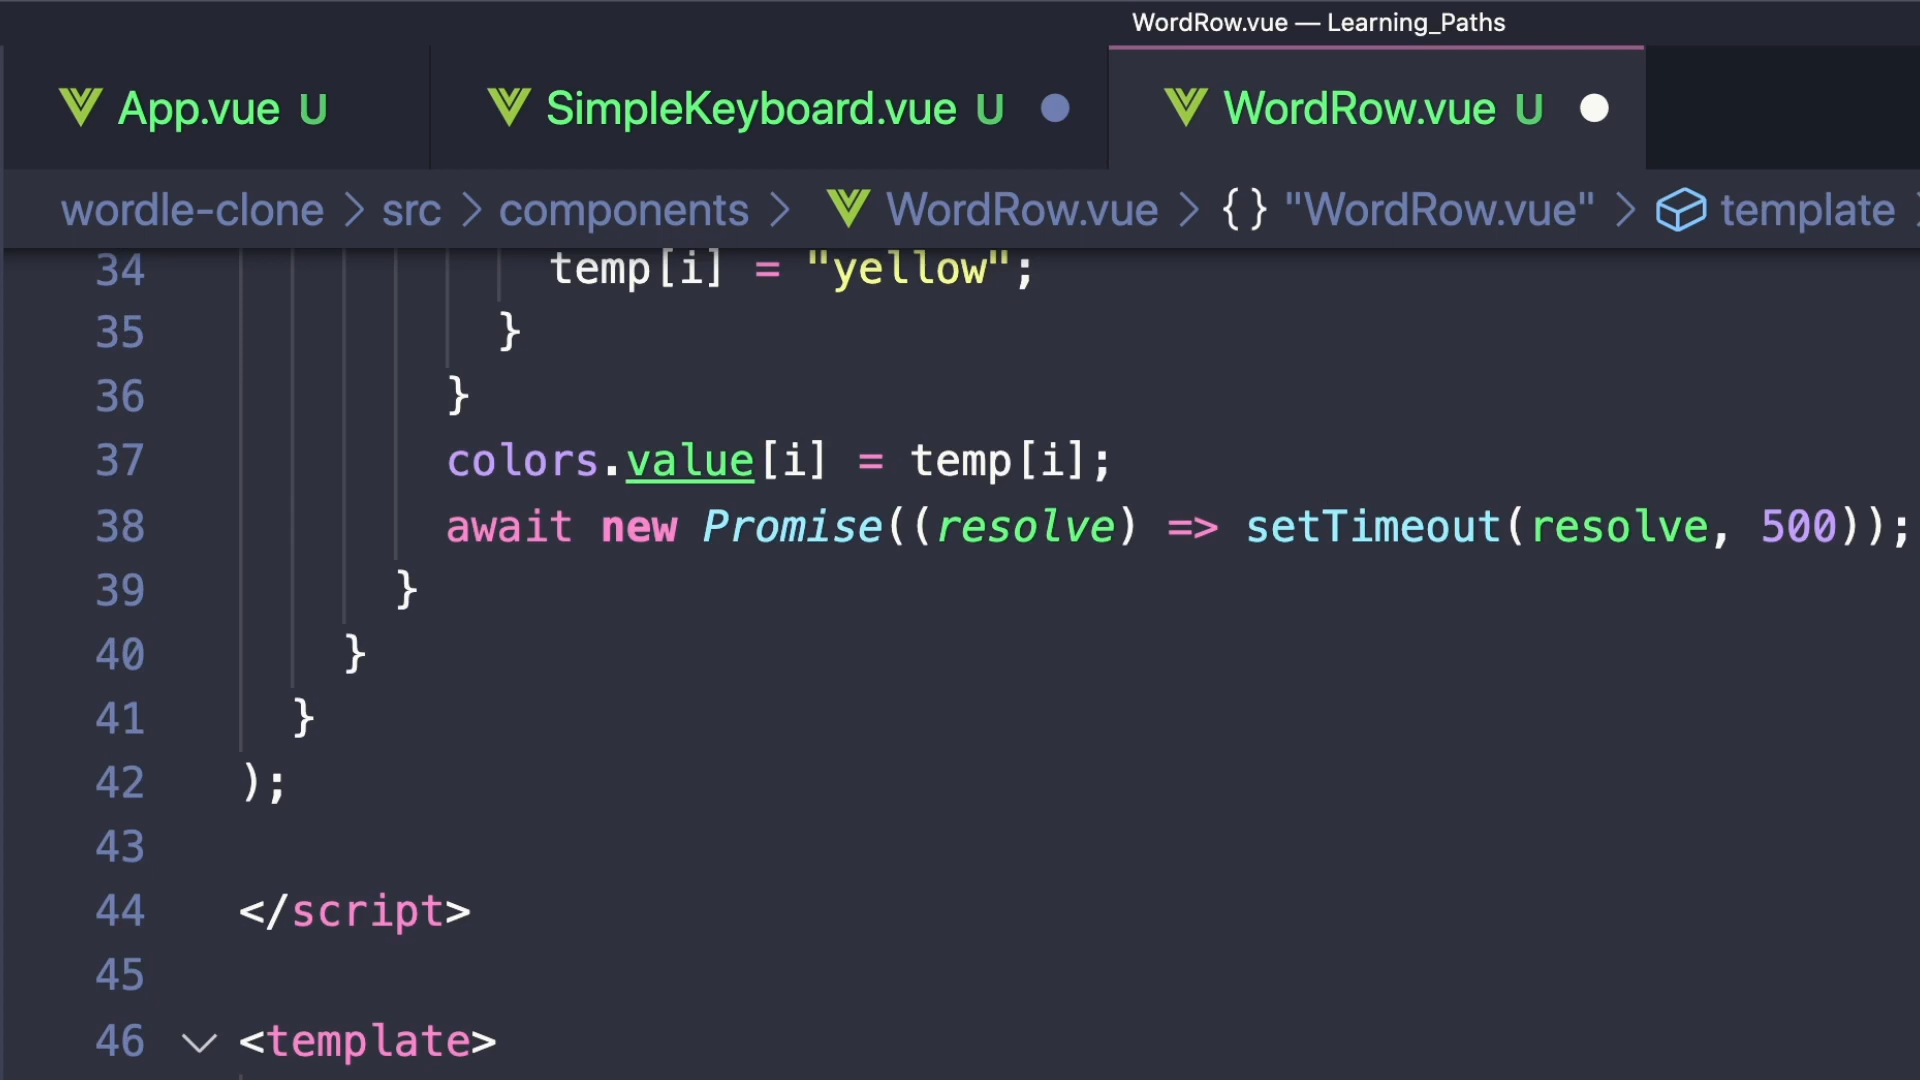 WordRow.vue — Learning_Paths
App.vue U SimpleKeyboard.vue U WordRow.vue U
wordle-clone > src > components > WordRow.vue > {} "WordRow.vue" > template
34 temp[i] = "yellow";
35 }
36 }
37 colors.value[i] = temp[i];
38 await new Promise((resolve) => setTimeout(resolve, 500));
39 }
40 }
41 }
42 );
43
44 </script>
45
46 <template>